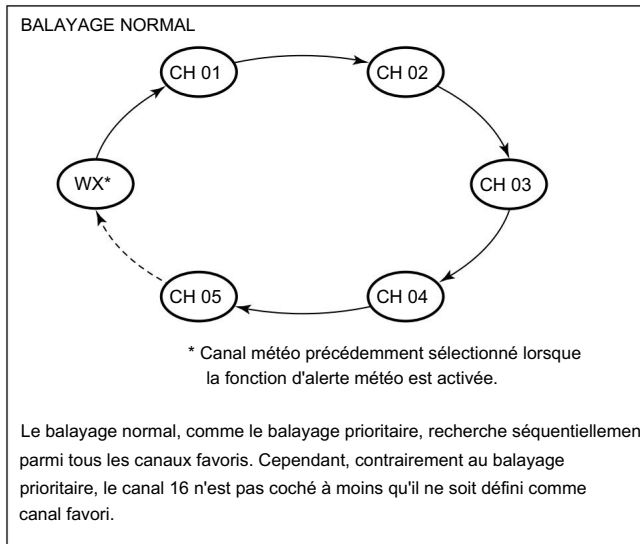 BALAYAGE NORMAL
CH 01
CH 02
WX*
CH 03
CH 05
CH 04
* Canal météo précédemment sélectionné lorsque
la fonction d'alerte météo est activée.
Le balayage normal, comme le balayage prioritaire, recherche séquentiellemen
parmi tous les canaux favoris. Cependant, contrairement au balayage
prioritaire, le canal 16 n'est pas coché à moins qu'il ne soit défini comme
canal favori.